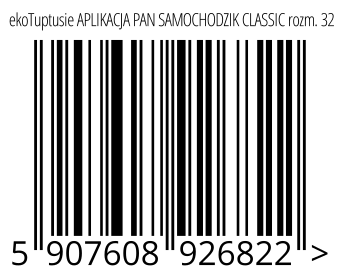 ekoTuptusie APLIKACJA PAN SAMOCHODZIK CLASSIC rozm. 32
5 907608 926822 >